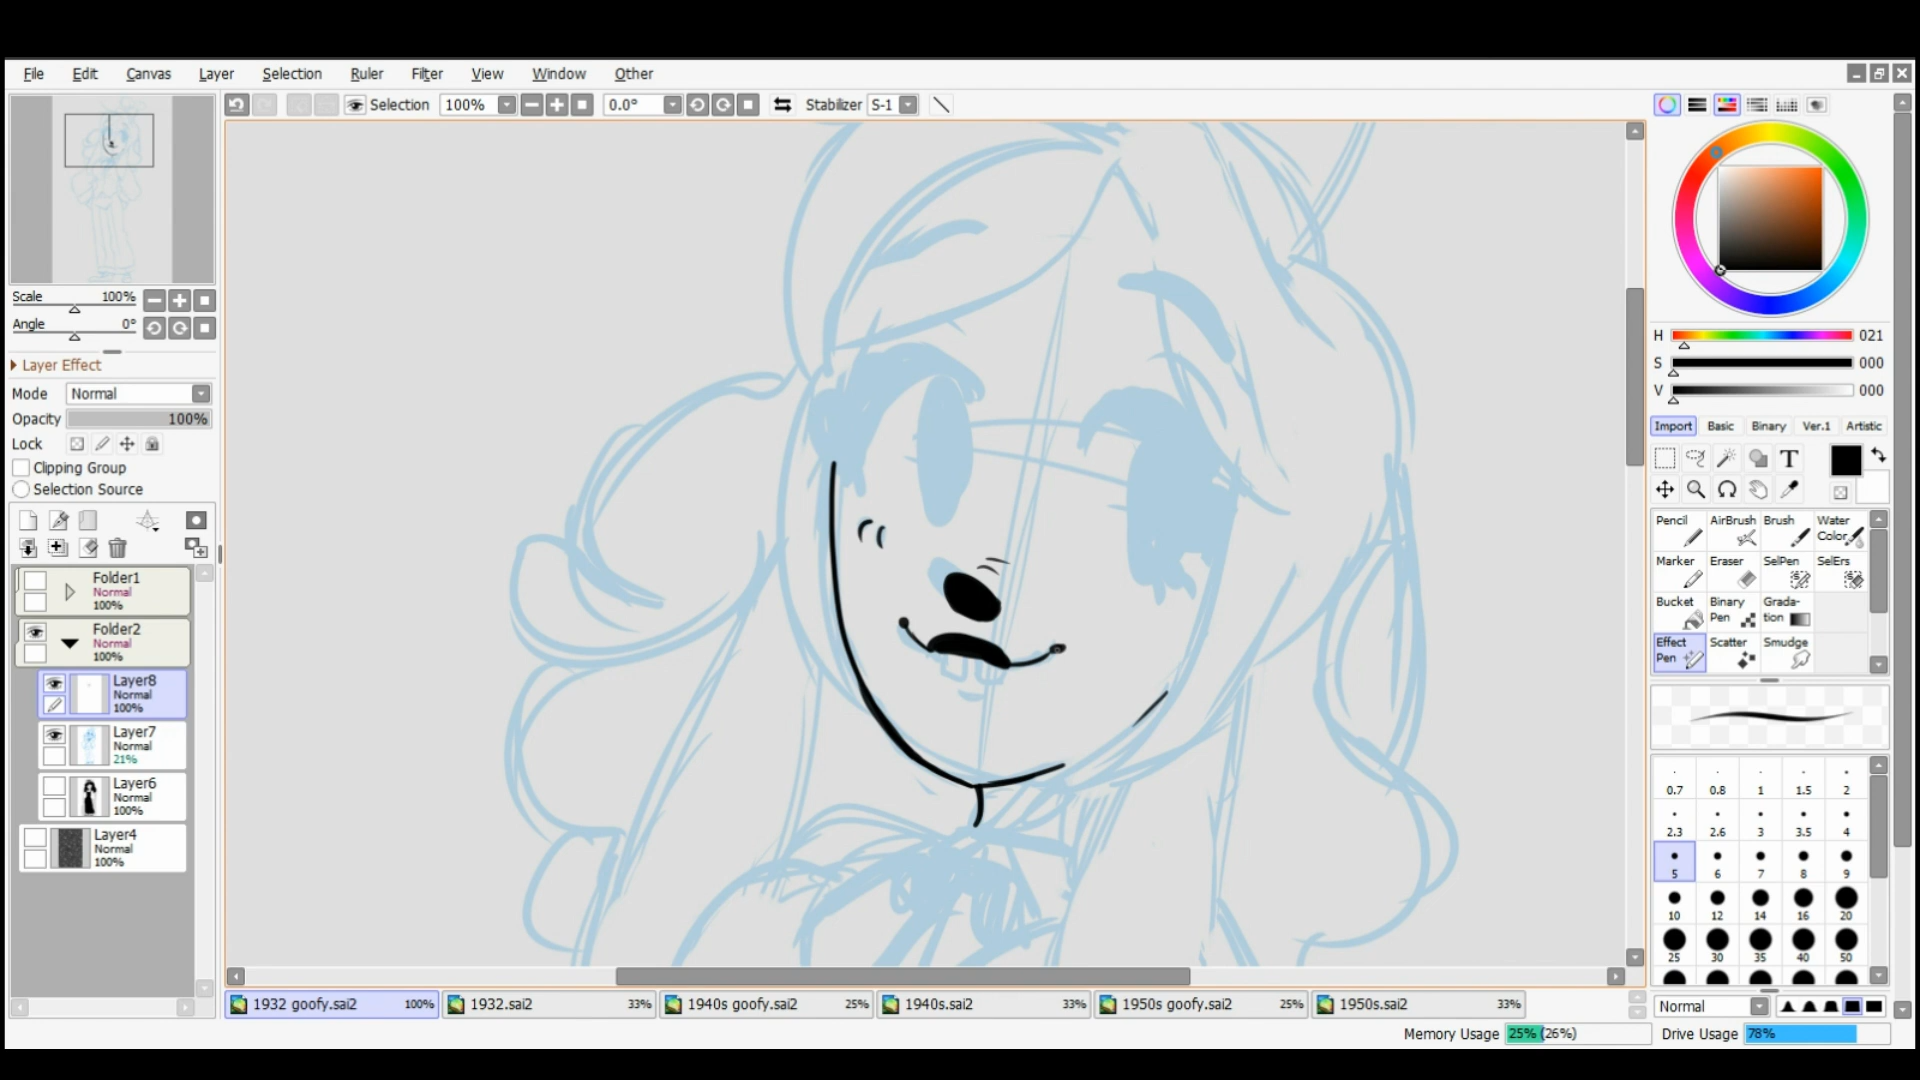 File Edit Canvas Layer Selection Ruler Filter View Window Other
Selection 100% 0.0° Stabilizer S-1
Scale 100%
Angle 0°
Layer Effect
Mode Normal
Opacity 100%
Lock
Clipping Group
Selection Source
Folder1
Normal
100%
Folder2
Normal
100%
Layer8
Normal
100%
Layer7
Normal
21%
Layer6
Normal
100%
Layer4
Normal
100%
H 021
S 000
V 000
Import Basic Binary Ver.1 Artistic
T
Pencil AirBrush Brush Water Color
Marker Eraser SelPen SelErs
Bucket Binary Pen Grada-tion
Effect Pen Scatter Smudge
0.7 0.8 1 1.5 2
2.3 2.6 3 3.5 4
5 6 7 8 9
10 12 14 16 20
25 30 35 40 50
Normal
1932 goofy.sai2 100% 1932.sai2 33% 1940s goofy.sai2 25% 1940s.sai2 33% 1950s goofy.sai2 25% 1950s.sai2 33%
Memory Usage 25% (26%) Drive Usage 78%